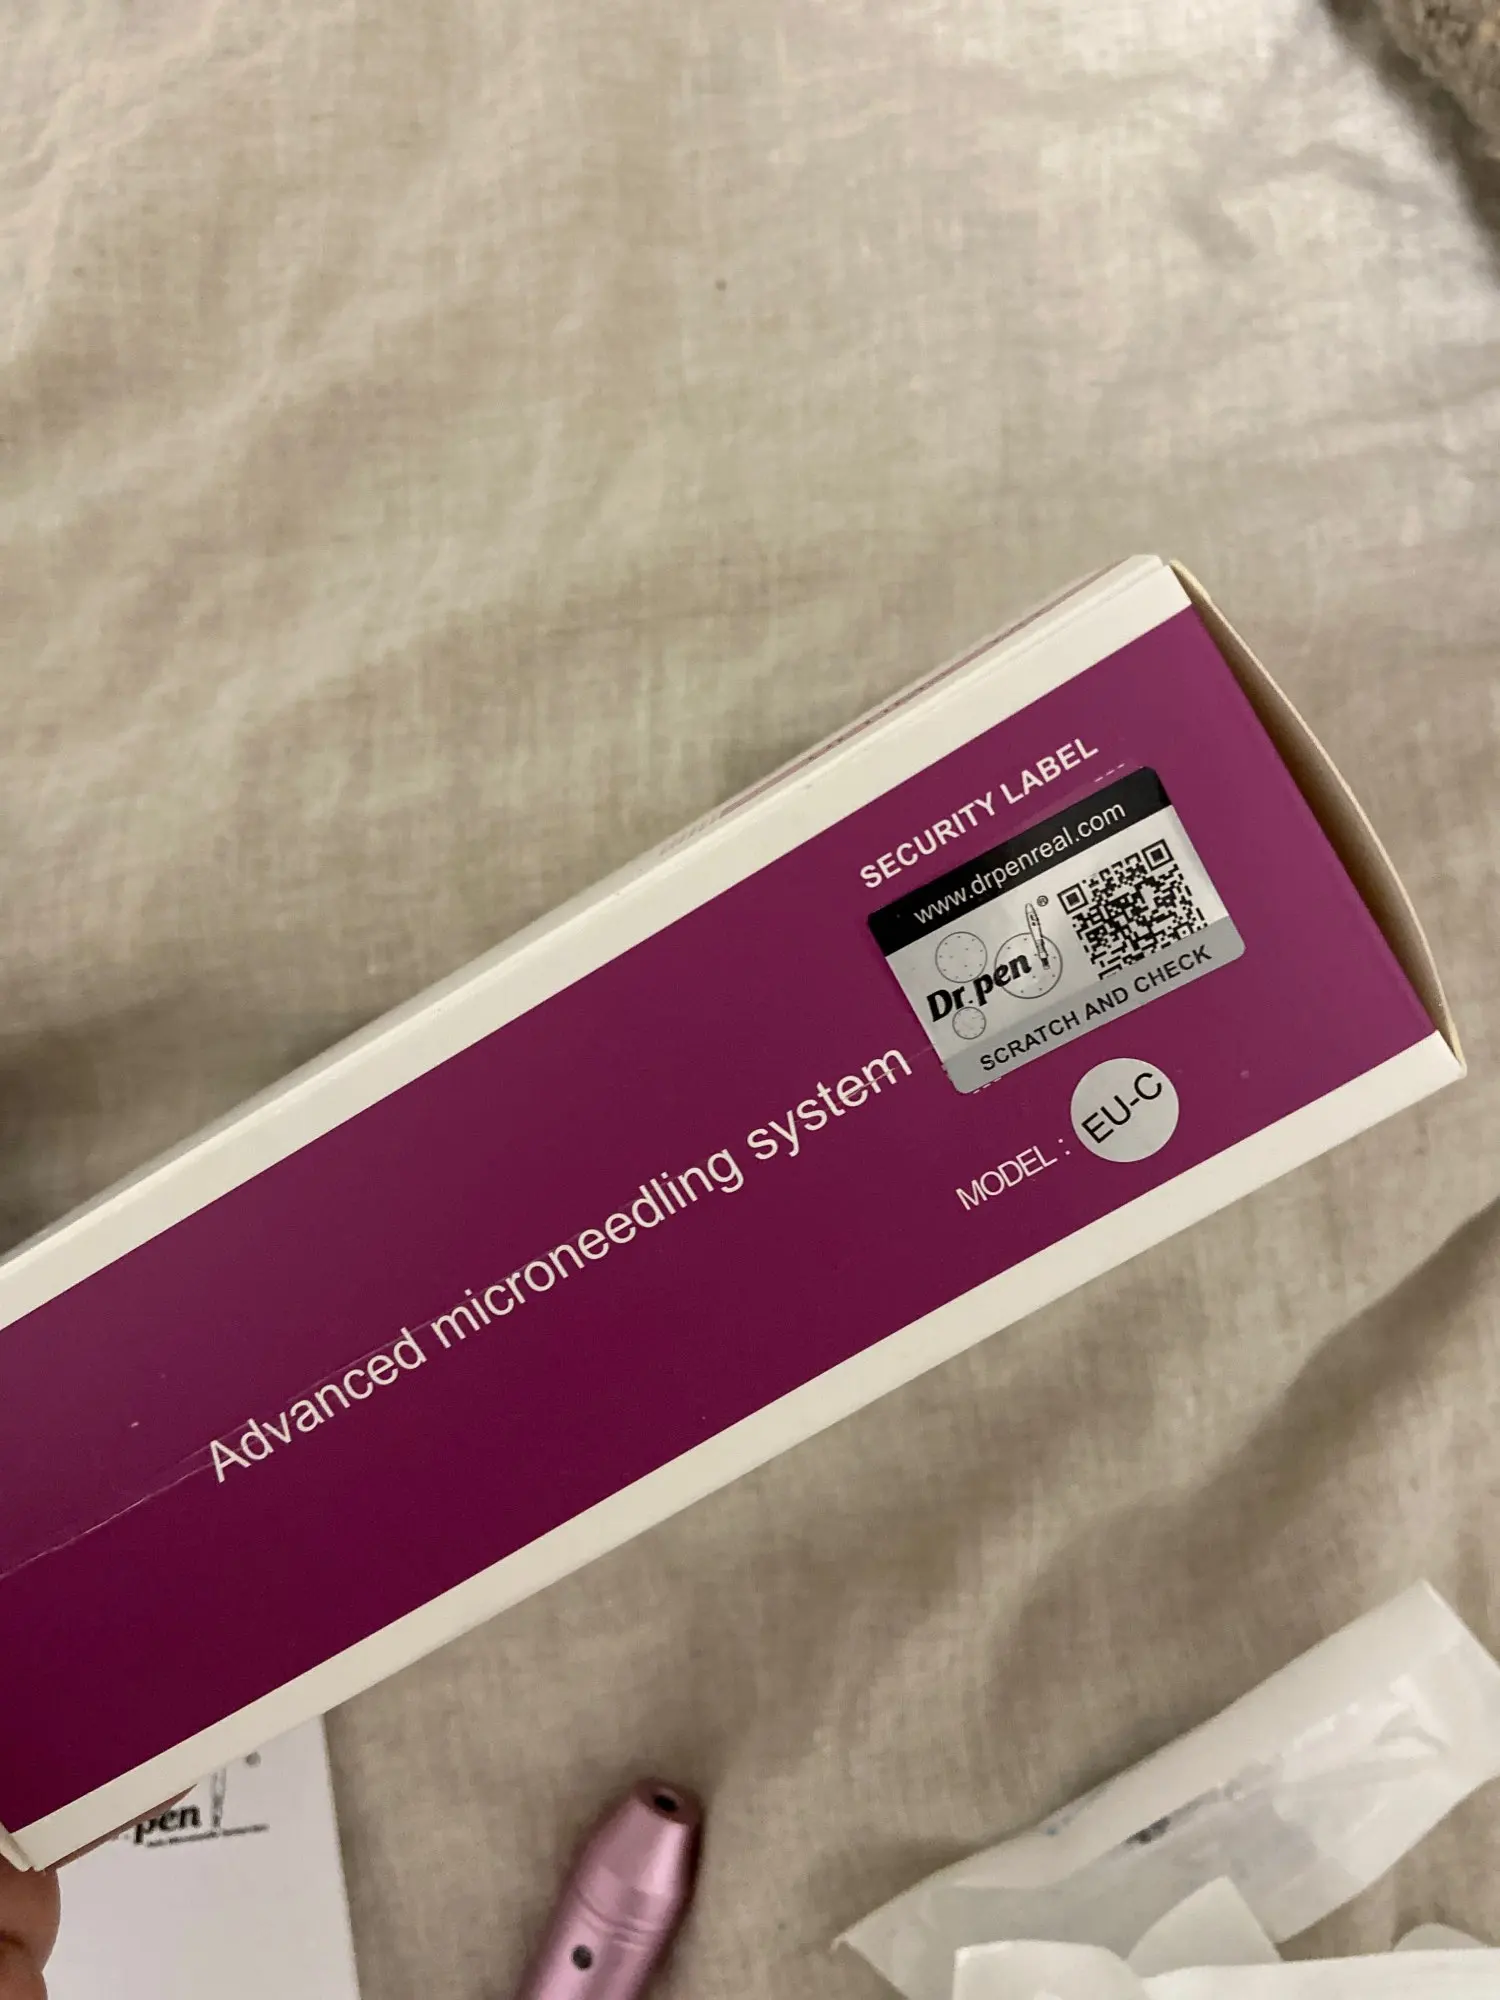 SECURITY LABEL
www.drpenreal.com
Dr.pen®
SCRATCH AND CHECK
MODEL : EU-C
Advanced microneedling system
pen